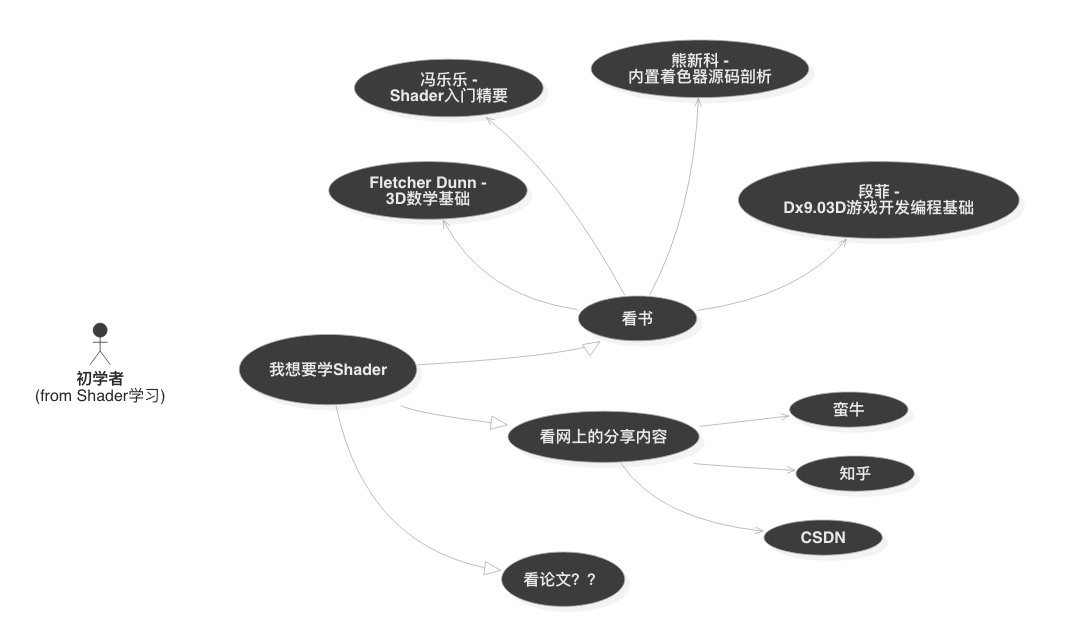 冯乐乐 -
Shader入门精要
熊新科 -
内置着色器源码剖析
Fletcher Dunn -
3D数学基础
段菲 -
Dx9.03D游戏开发编程基础
看书
初学者
(from Shader学习)
我想要学Shader
看网上的分享内容
蛮牛
知乎
CSDN
看论文？？